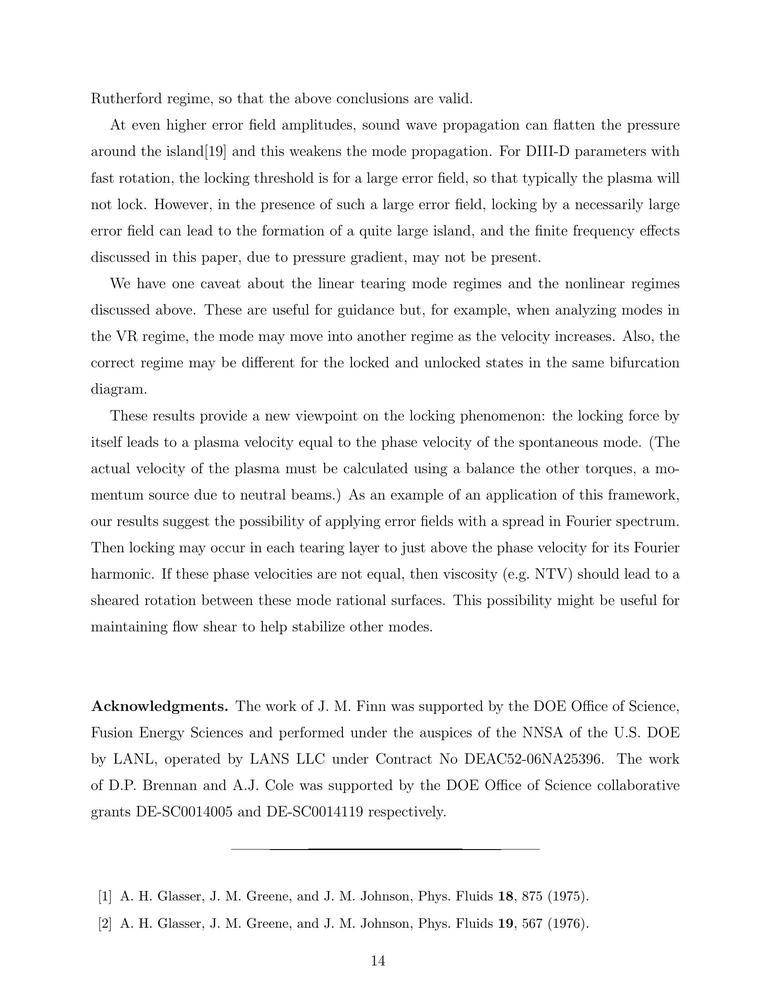 Rutherford regime, so that the above conclusions are valid.
At even higher error field amplitudes, sound wave propagation can flatten the pressure
around the island[19] and this weakens the mode propagation. For DIII-D parameters with
fast rotation, the locking threshold is for a large error field, so that typically the plasma will
not lock. However, in the presence of such a large error field, locking by a necessarily large
error field can lead to the formation of a quite large island, and the finite frequency effects
discussed in this paper, due to pressure gradient, may not be present.
We have one caveat about the linear tearing mode regimes and the nonlinear regimes
discussed above. These are useful for guidance but, for example, when analyzing modes in
the VR regime, the mode may move into another regime as the velocity increases. Also, the
correct regime may be different for the locked and unlocked states in the same bifurcation
diagram.
These results provide a new viewpoint on the locking phenomenon: the locking force by
itself leads to a plasma velocity equal to the phase velocity of the spontaneous mode. (The
actual velocity of the plasma must be calculated using a balance the other torques, a mo-
mentum source due to neutral beams.) As an example of an application of this framework,
our results suggest the possibility of applying error fields with a spread in Fourier spectrum.
Then locking may occur in each tearing layer to just above the phase velocity for its Fourier
harmonic. If these phase velocities are not equal, then viscosity (e.g. NTV) should lead to a
sheared rotation between these mode rational surfaces. This possibility might be useful for
maintaining flow shear to help stabilize other modes.
Acknowledgments. The work of J. M. Finn was supported by the DOE Office of Science,
Fusion Energy Sciences and performed under the auspices of the NNSA of the U.S. DOE
by LANL, operated by LANS LLC under Contract No DEAC52-06NA25396. The work
of D.P. Brennan and A.J. Cole was supported by the DOE Office of Science collaborative
grants DE-SC0014005 and DE-SC0014119 respectively.
[1] A. H. Glasser, J. M. Greene, and J. M. Johnson, Phys. Fluids 18, 875 (1975).
[2] A. H. Glasser, J. M. Greene, and J. M. Johnson, Phys. Fluids 19, 567 (1976).
14